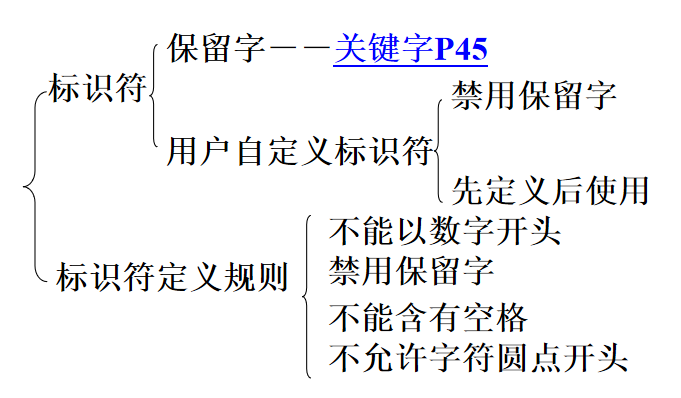 保留字－－关键字P45
标识符
禁用保留字
用户自定义标识符
先定义后使用
不能以数字开头
标识符定义规则
禁用保留字
不能含有空格
不允许字符圆点开头